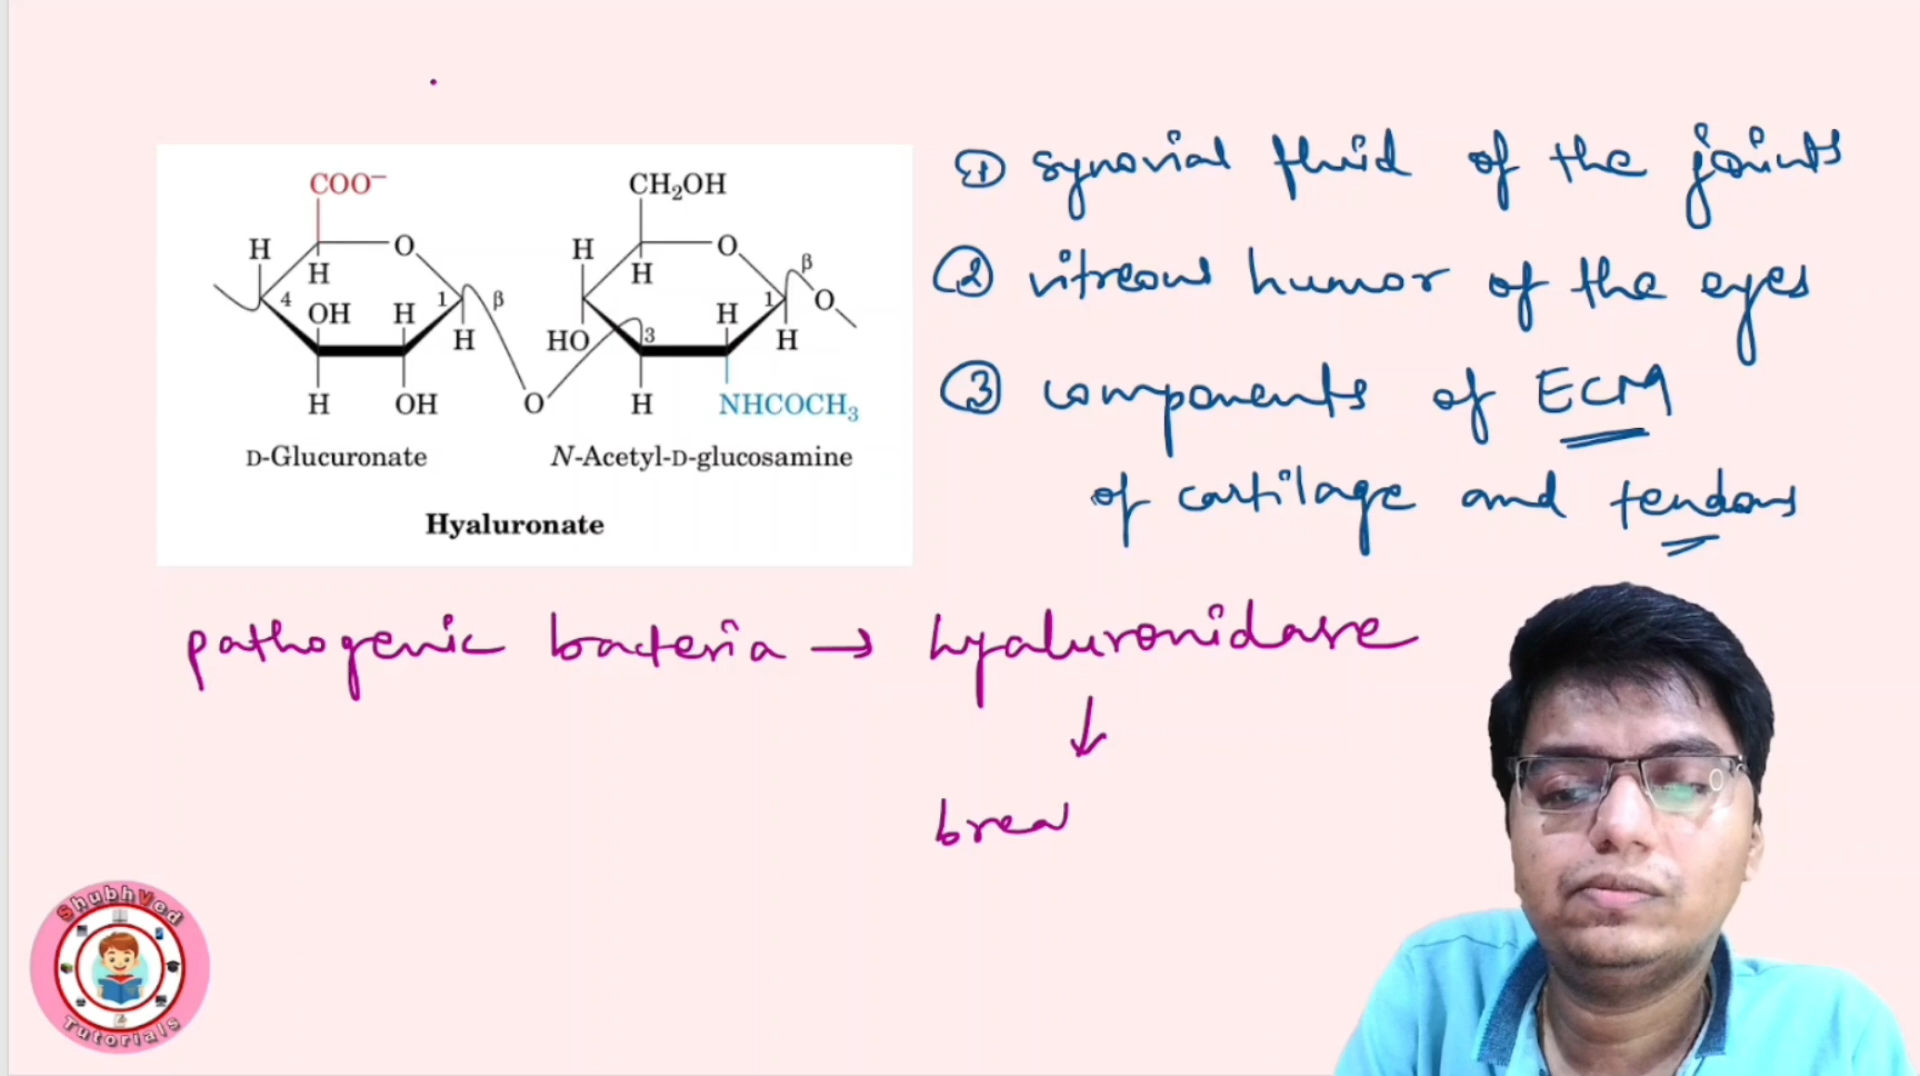 COO⁻ CH₂OH
H O H O β
H H
4 OH H 1 β H 1 O
H HO 3 H
H OH O H NHCOCH₃
D-Glucuronate N-Acetyl-D-glucosamine
Hyaluronate
① synovial fluid of the joints
② vitreous humor of the eyes
③ components of ECM
of cartilage and tendons
pathogenic bacteria → hyaluronidase
↓
brea
ShubhVed
Tutorials